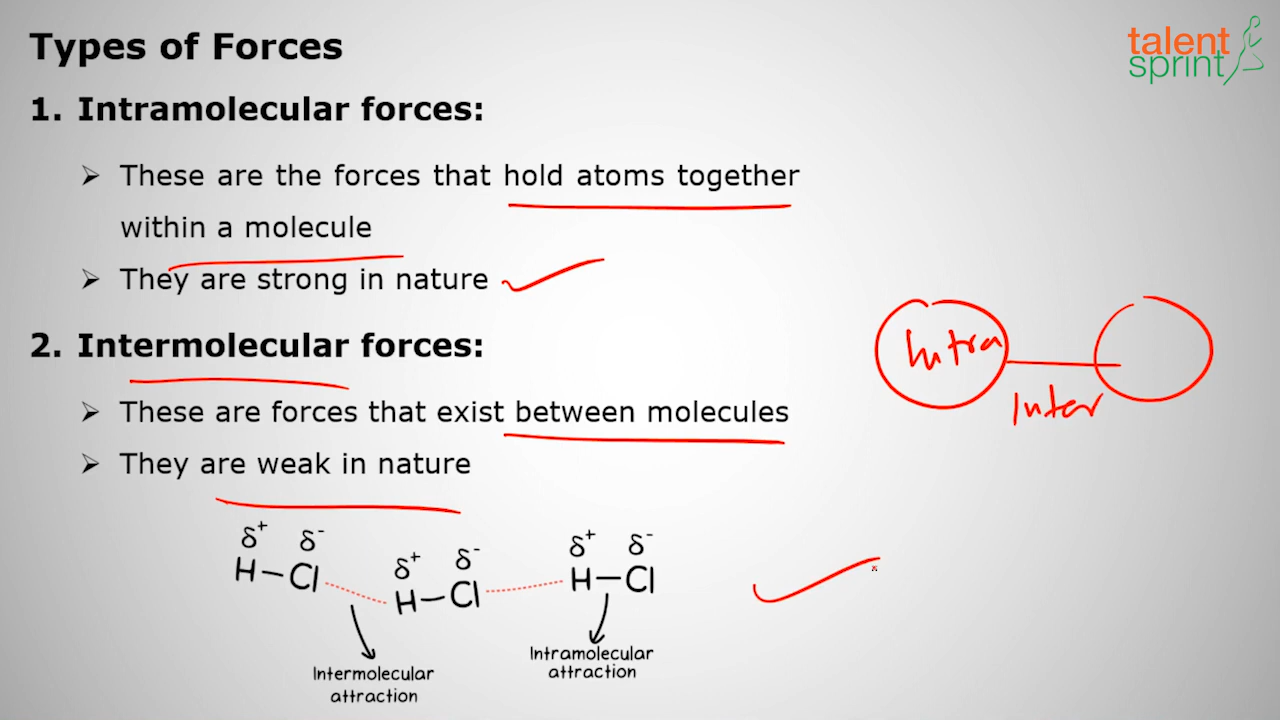 Types of Forces
talent
sprint
1. Intramolecular forces:
➢ These are the forces that hold atoms together
within a molecule
➢ They are strong in nature
2. Intermolecular forces:
➢ These are forces that exist between molecules
➢ They are weak in nature
Intra
Inter
δ⁺ δ⁻
H–Cl
δ⁺ δ⁻
H–Cl
δ⁺ δ⁻
H–Cl
Intermolecular
attraction
Intramolecular
attraction